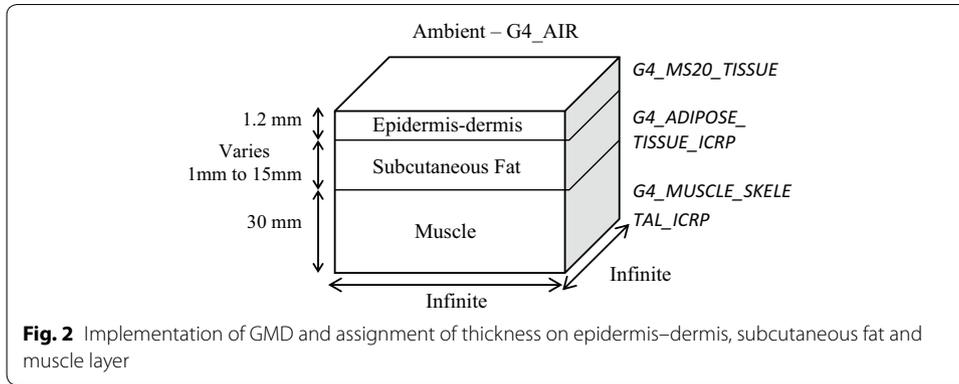 Ambient – G4_AIR
G4_MS20_TISSUE
1.2 mm
Epidermis-dermis
G4_ADIPOSE_
TISSUE_ICRP
Varies
1mm to 15mm
Subcutaneous Fat
G4_MUSCLE_SKELE
TAL_ICRP
30 mm
Muscle
Infinite
Infinite
Fig. 2 Implementation of GMD and assignment of thickness on epidermis–dermis, subcutaneous fat and
muscle layer